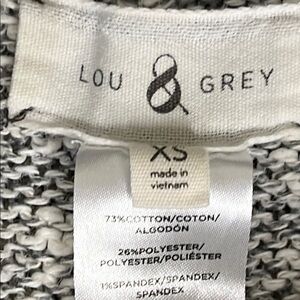 LOU & GREY
XS
made in
vietnam
73%COTTON/COTON/
ALGODÓN
26%POLYESTER/
POLYESTER/POLIÉSTER
1%SPANDEX/SPANDEX/
SPANDEX